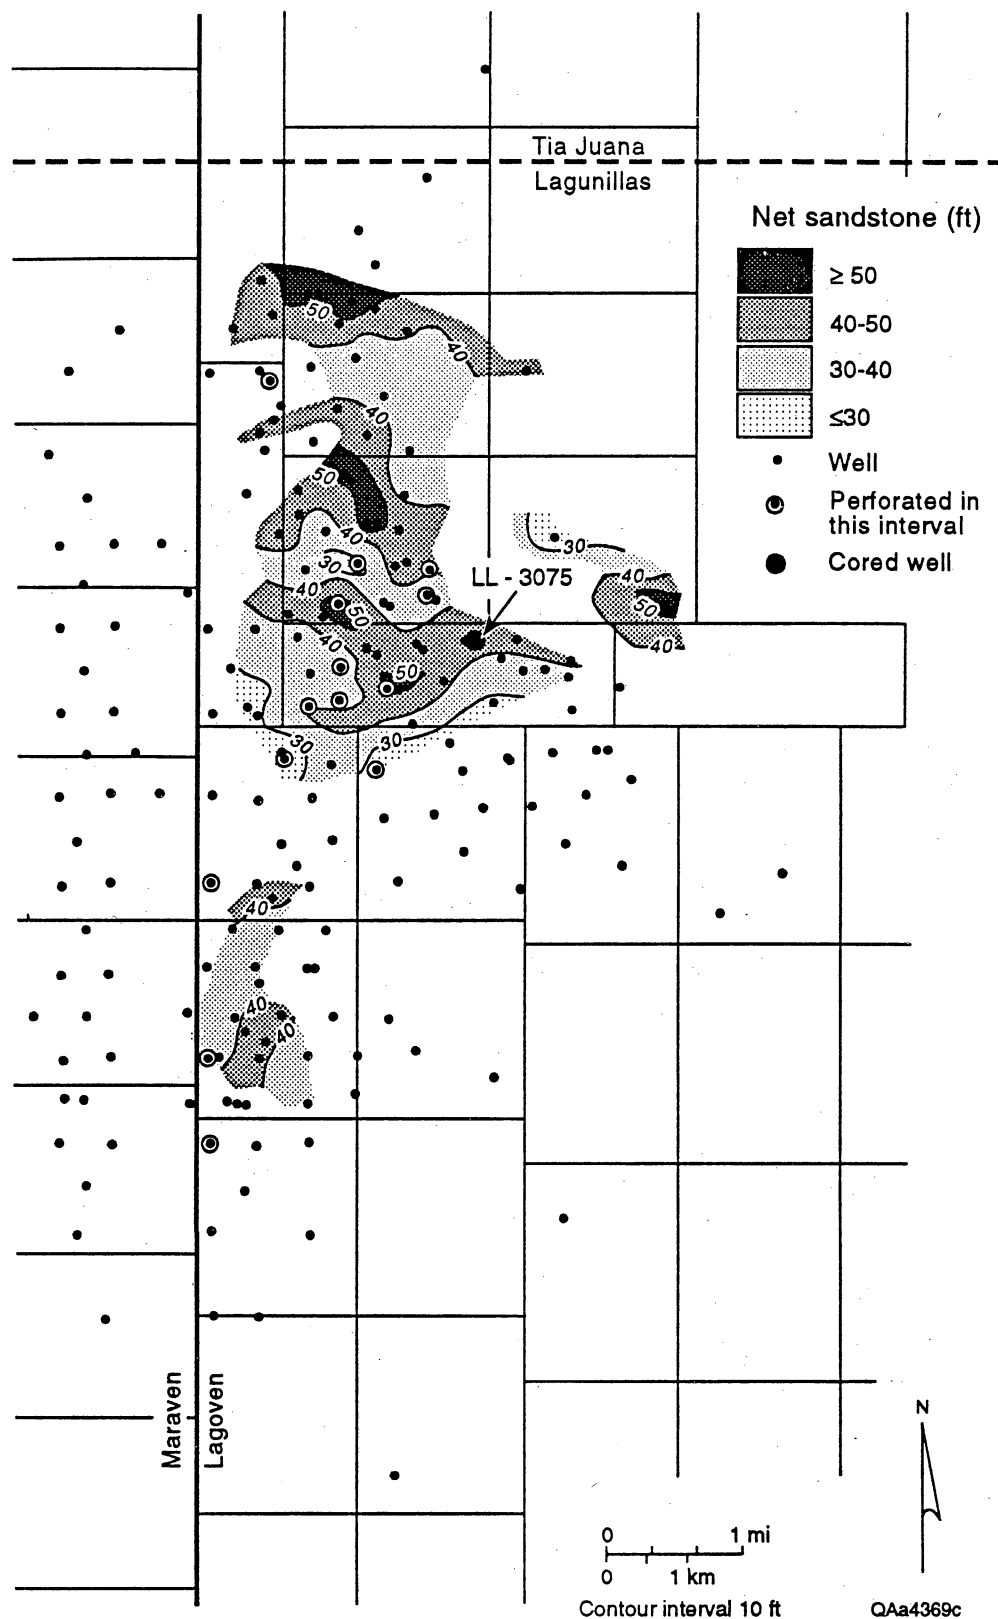 Tia Juana
Lagunillas
Net sandstone (ft)
≥ 50
40-50
30-40
≤30
Well
Perforated in
this interval
Cored well
50
40
40
50
40
30
40
50
40
50
30
30
30
40
50
40
LL - 3075
40
40
40
Maraven
Lagoven
N
0 1 mi
0 1 km
Contour interval 10 ft
QAa4369c